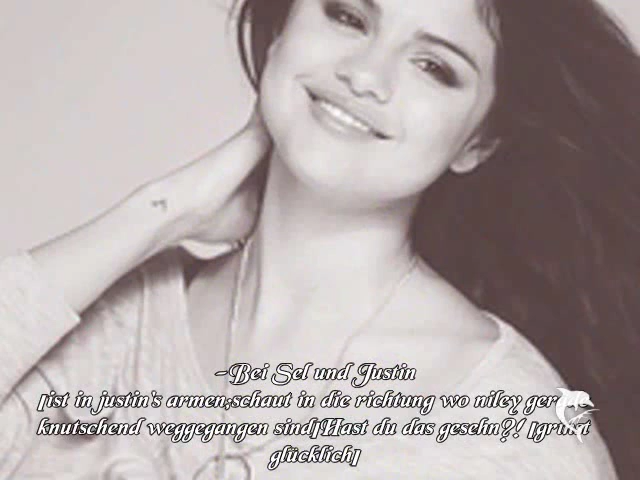 -Bei Sel und Justin
[ist in justin's armen;schaut in die richtung wo niley
knutschend weggegangen sind]Hast du das gesehn?! [grinst
glücklich]